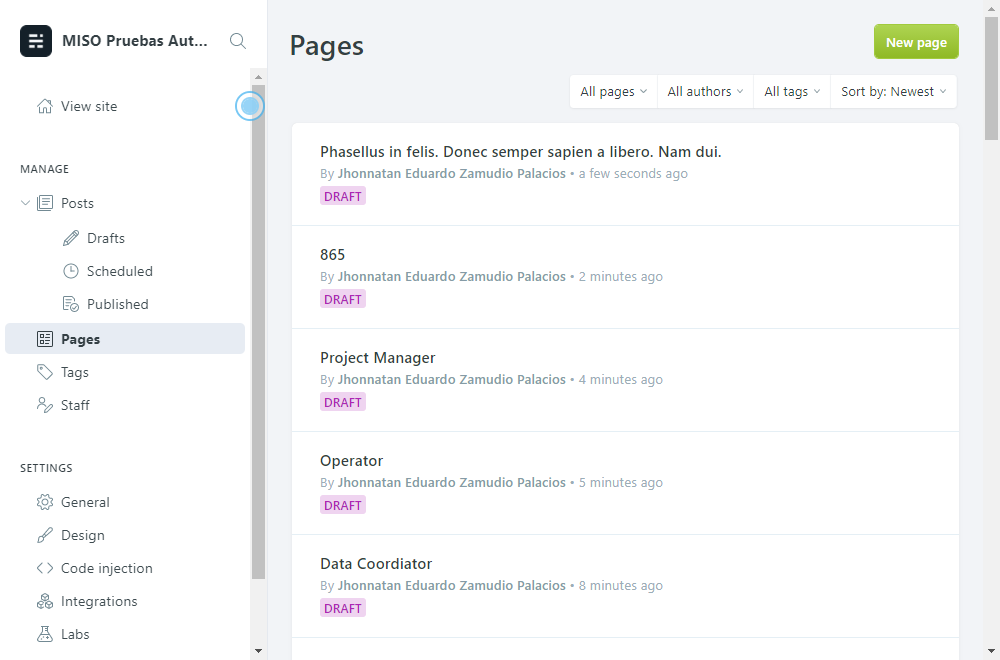 MISO Pruebas Aut...
View site
MANAGE
Posts
Drafts
Scheduled
Published
Pages
Tags
Staff
SETTINGS
General
Design
Code injection
Integrations
Labs
Pages
New page
All pages
All authors
All tags
Sort by: Newest
Phasellus in felis. Donec semper sapien a libero. Nam dui.
By Jhonnatan Eduardo Zamudio Palacios • a few seconds ago
DRAFT
865
By Jhonnatan Eduardo Zamudio Palacios • 2 minutes ago
DRAFT
Project Manager
By Jhonnatan Eduardo Zamudio Palacios • 4 minutes ago
DRAFT
Operator
By Jhonnatan Eduardo Zamudio Palacios • 5 minutes ago
DRAFT
Data Coordiator
By Jhonnatan Eduardo Zamudio Palacios • 8 minutes ago
DRAFT